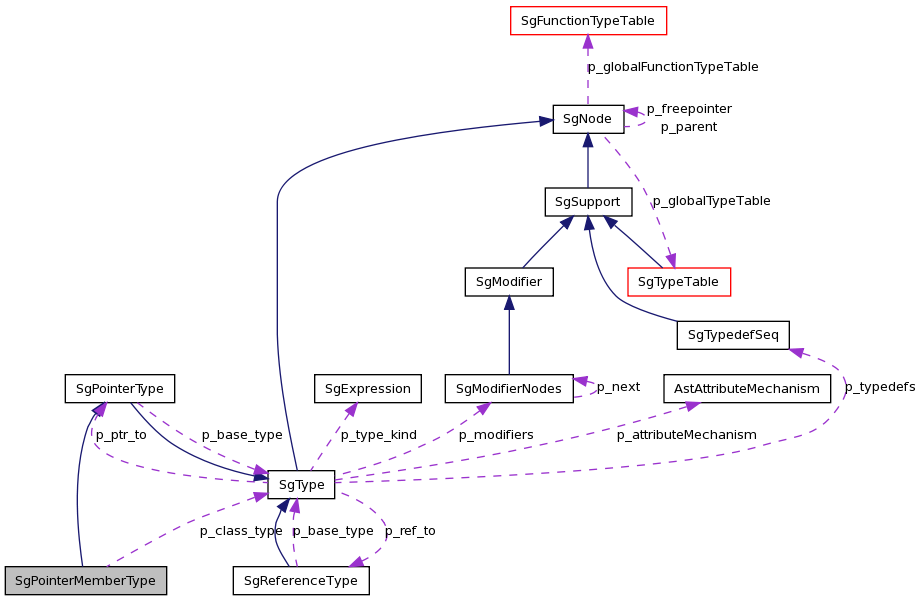 SgFunctionTypeTable
p_globalFunctionTypeTable
SgNode
p_freepointer
p_parent
SgSupport
p_globalTypeTable
SgModifier
SgTypeTable
SgTypedefSeq
SgPointerType
SgExpression
SgModifierNodes
p_next
AstAttributeMechanism
p_typedefs
p_ptr_to
p_base_type
p_type_kind
p_modifiers
p_attributeMechanism
SgType
p_class_type
p_base_type
p_ref_to
SgPointerMemberType
SgReferenceType